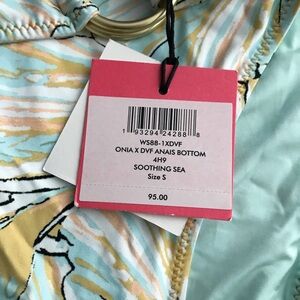 1 93294 24288 8
WS88-1XDVF
ONIA X DVF ANAIS BOTTOM
4H9
SOOTHING SEA
Size S
95.00